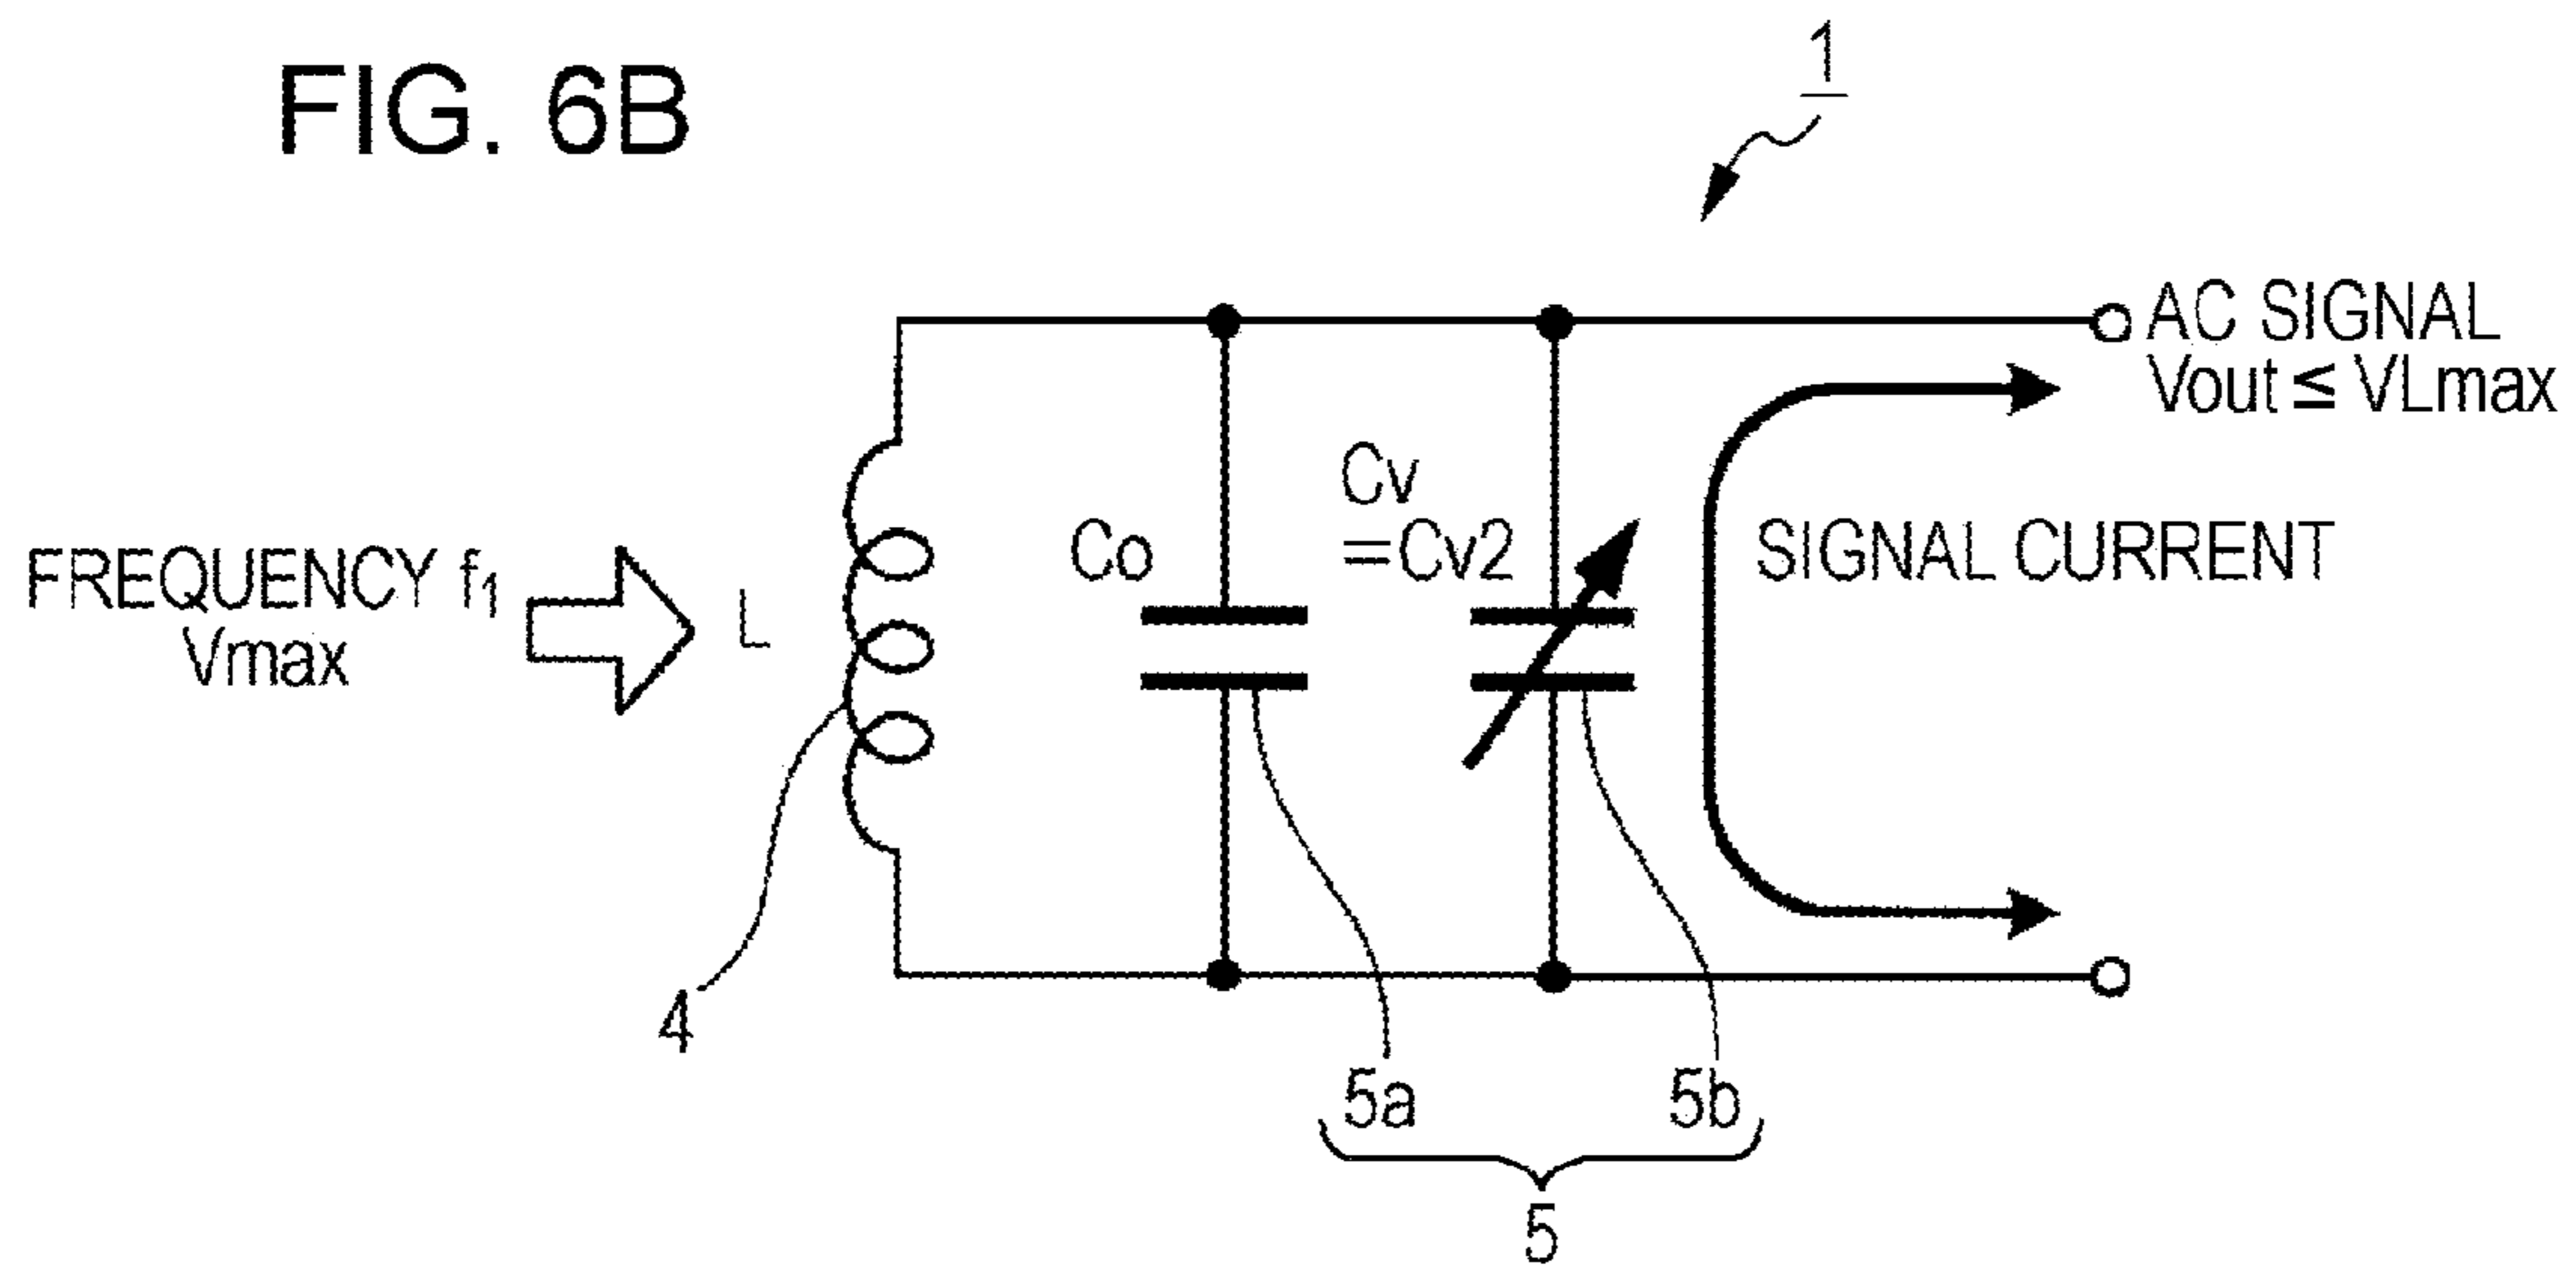 FIG. 6B
1
AC SIGNAL
Vout ≤ VLmax
Cv
=Cv2
Co
SIGNAL CURRENT
FREQUENCY f₁
Vmax
L
4
5a
5b
5